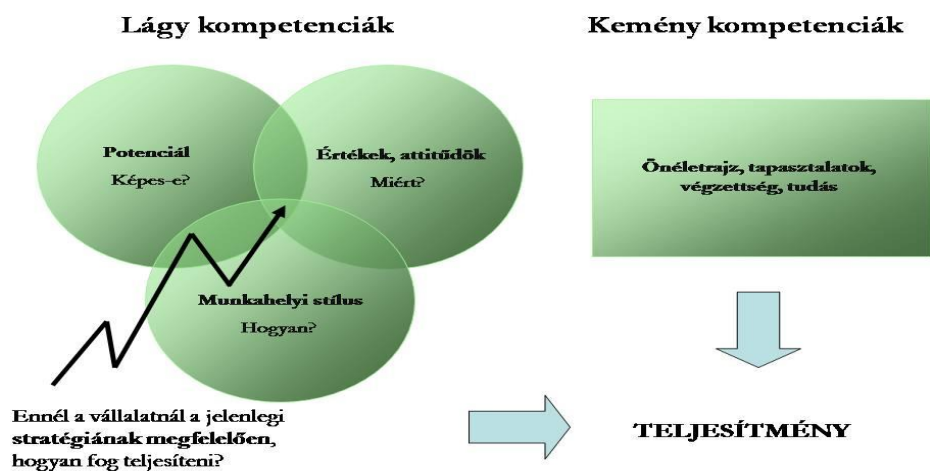 Lágy kompetenciák
Kemény kompetenciák
Potenciál
Képes-e?
Értékek, attitűdök
Miért?
Munkahelyi stílus
Hogyan?
Önéletrajz, tapasztalatok,
végzettség, tudás
Ennél a vállalatnál a jelenlegi
stratégiának megfelelően,
hogyan fog teljesíteni?
TELJESÍTMÉNY